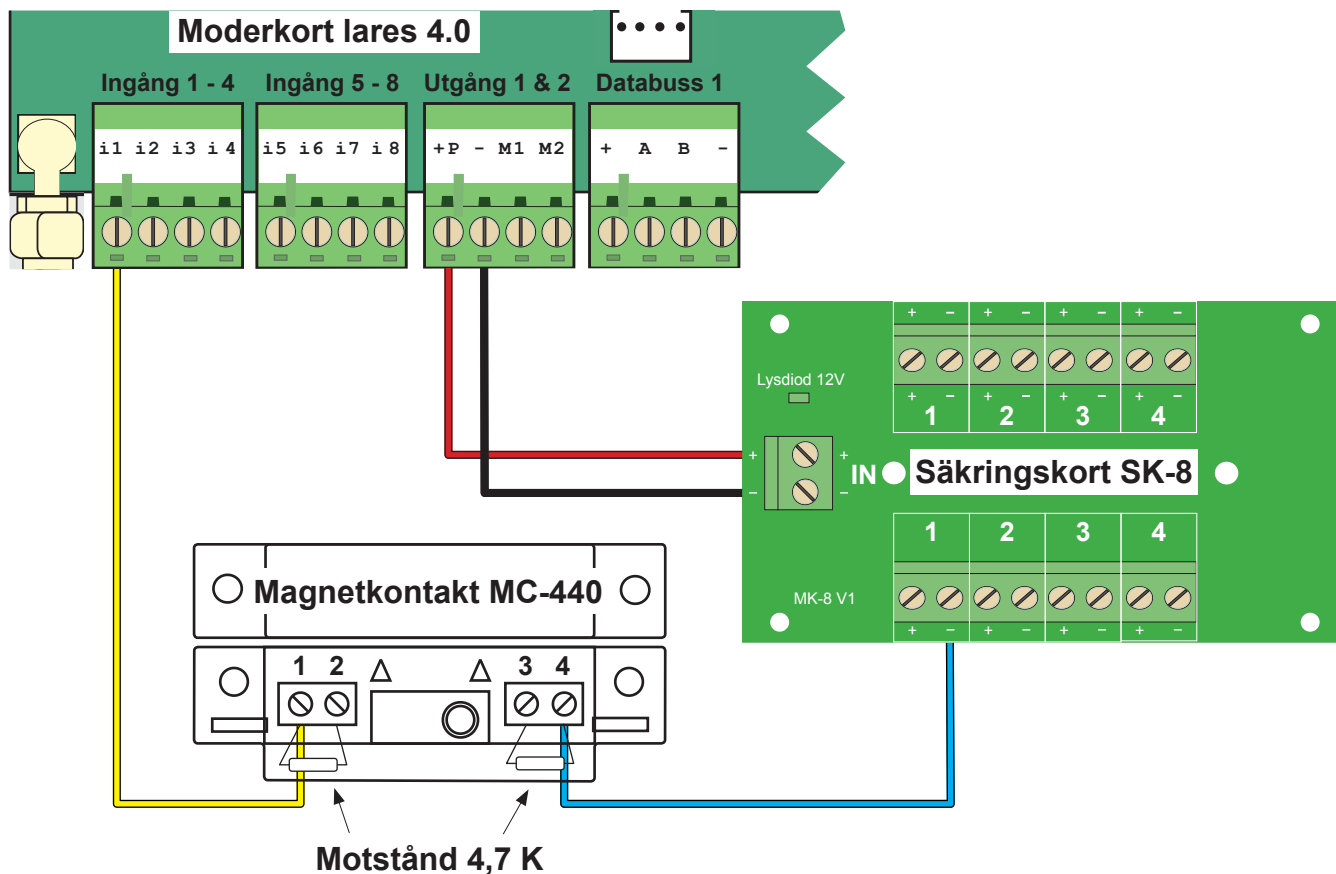 Moderkort lares 4.0
Ingång 1 - 4 Ingång 5 - 8 Utgång 1 & 2 Databuss 1
i1 i2 i3 i 4 i5 i6 i7 i 8 +P - M1 M2 + A B -
+ − + − + − + −
Lysdiod 12V
+ − + − + − + −
1 2 3 4
+ +
IN Säkringskort SK-8
− −
1 2 3 4
MK-8 V1
+ − + − + − + −
Magnetkontakt MC-440
1 2 3 4
Motstånd 4,7 K